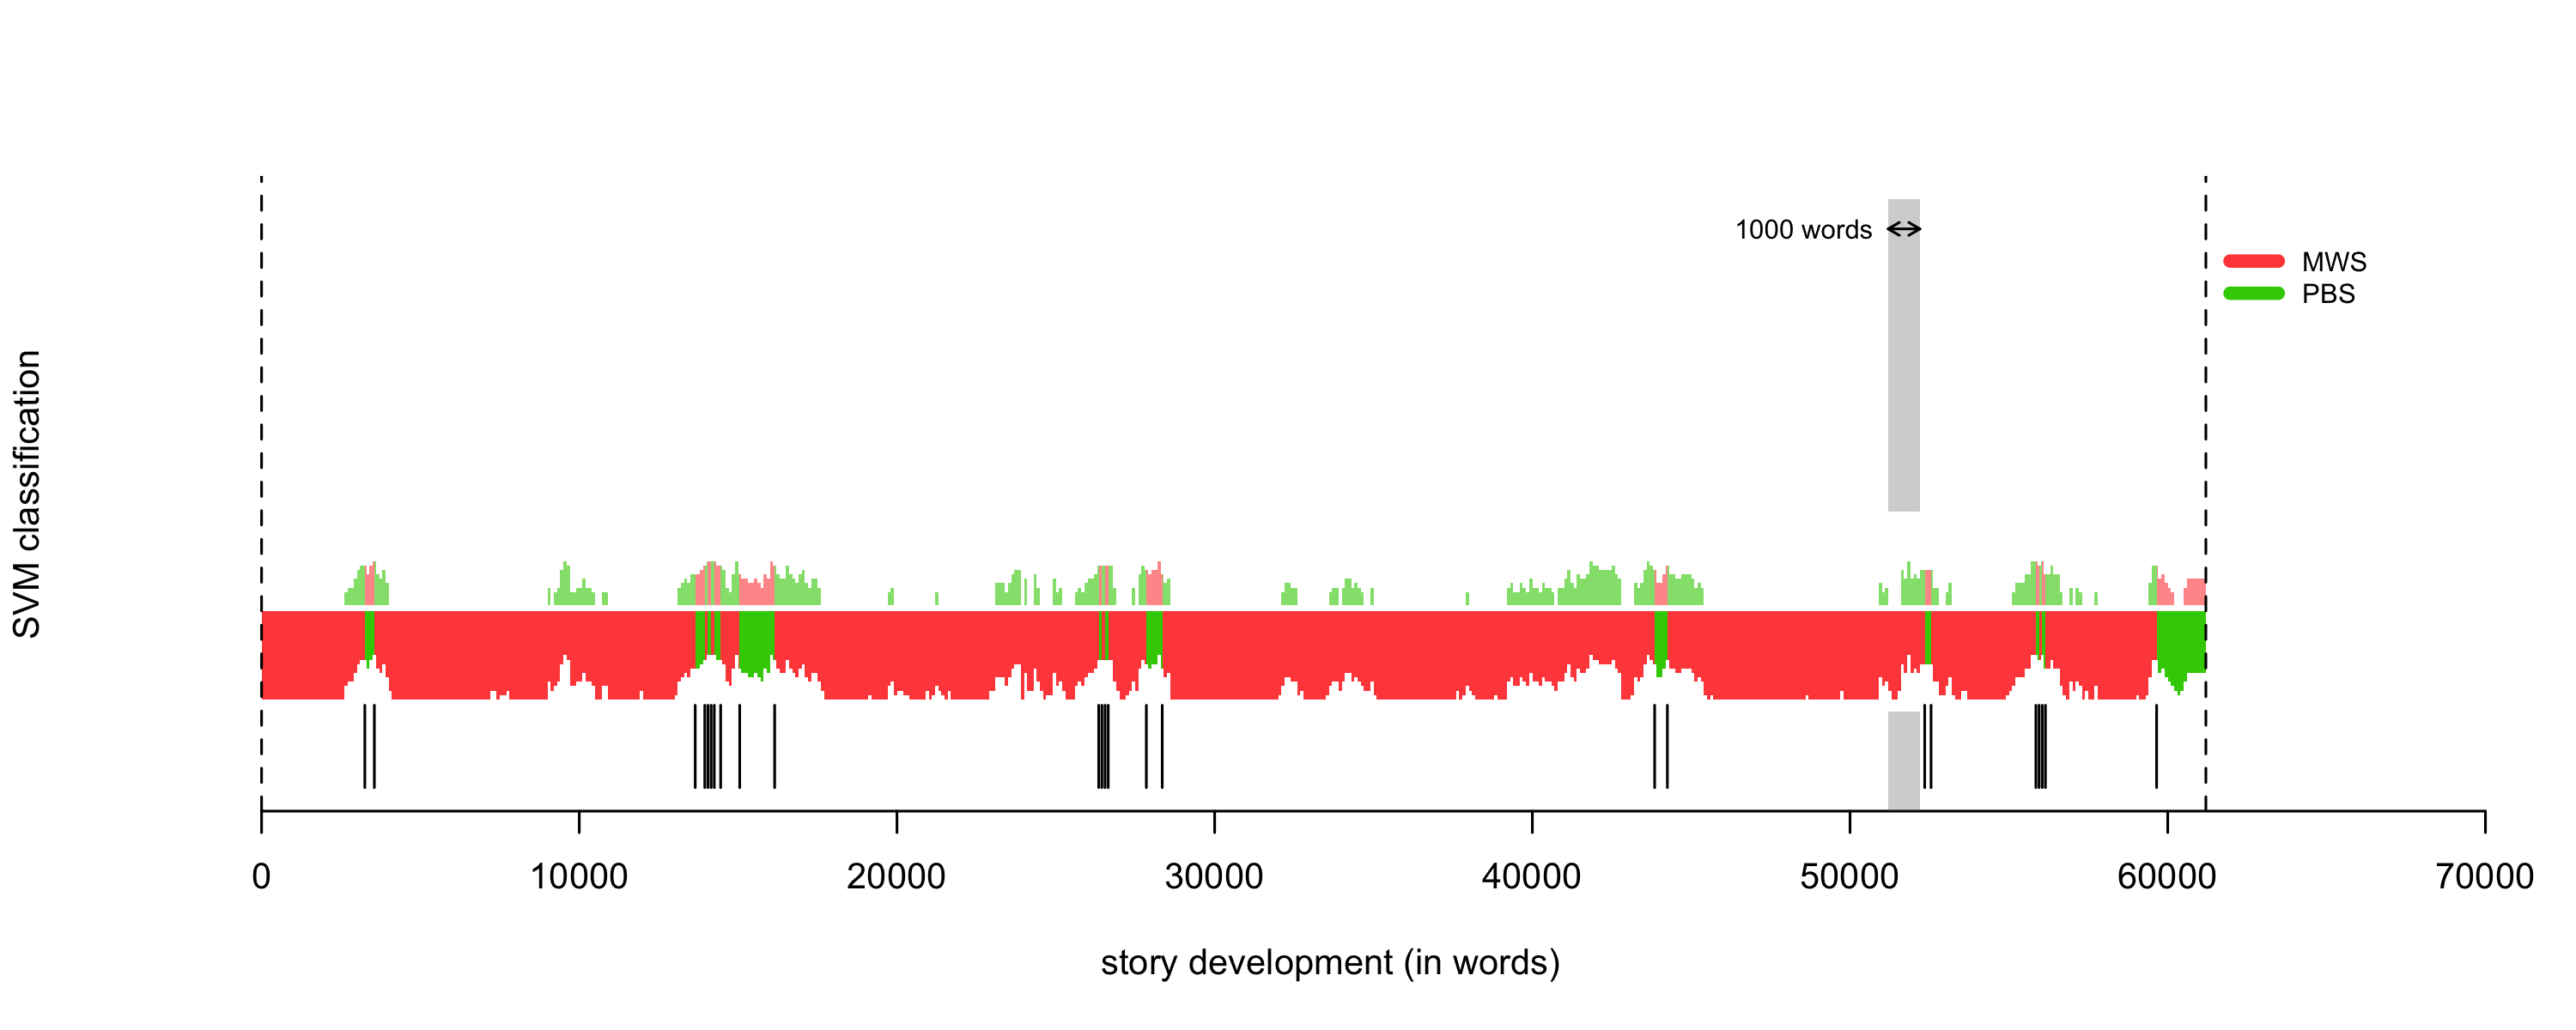 1000 words
MWS
PBS
SVM classification
0 10000 20000 30000 40000 50000 60000 70000
story development (in words)